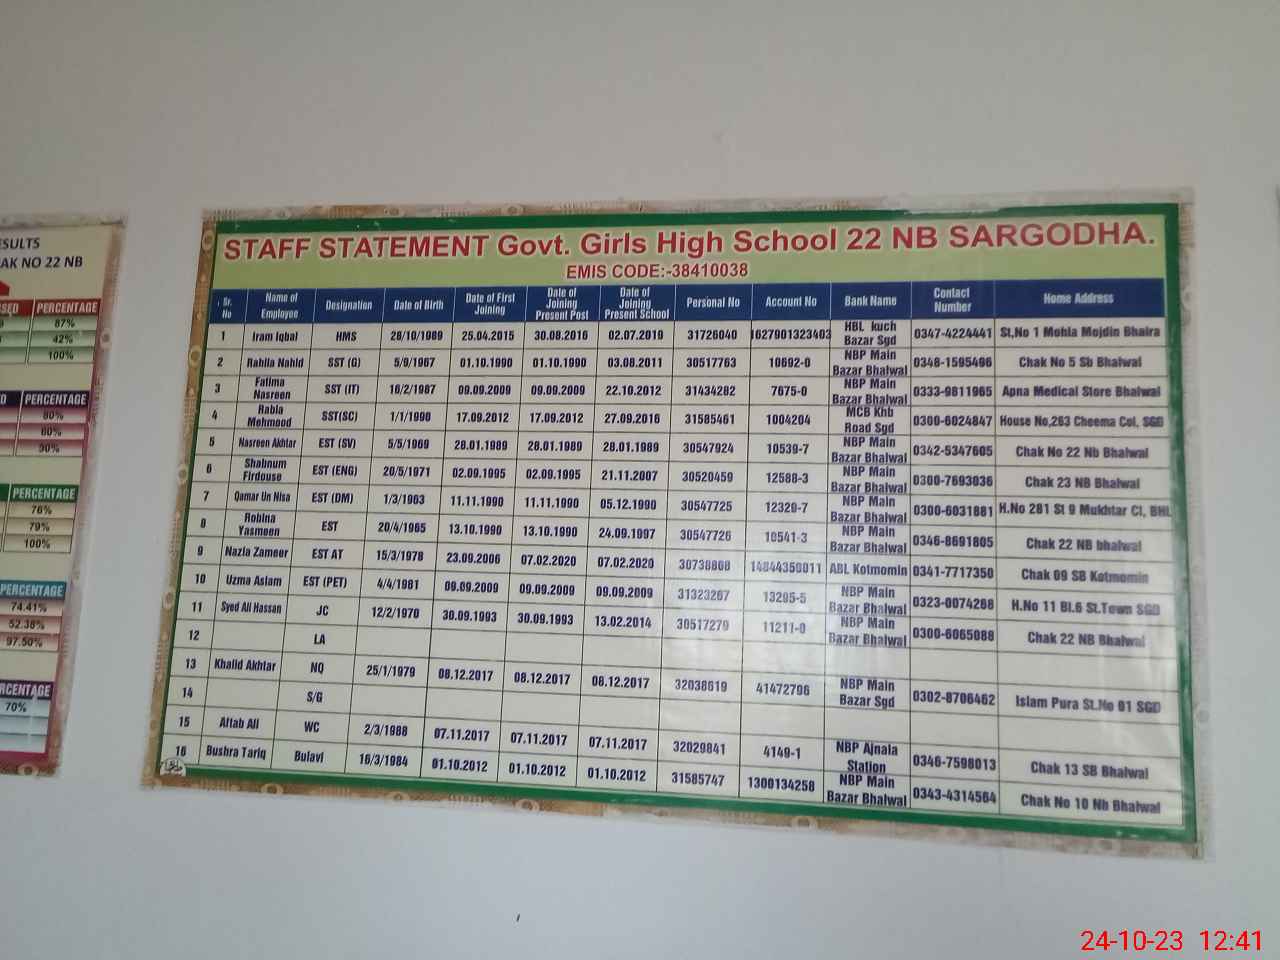 ESULTS
AK NO 22 NB
PERCENTAGE
87%
42%
100%
PERCENTAGE
80%
60%
90%
PERCENTAGE
76%
79%
100%
PERCENTAGE
74.41%
52.38%
97.50%
RCENTAGE
70%
STAFF STATEMENT Govt. Girls High School 22 NB SARGODHA.
EMIS CODE:-38410038
Sr. No Name of Employee Designation Date of Birth Date of First Joining Date of Joining Present Post Date of Joining Present School Personal No Account No Bank Name Contact Number Home Address
1 Iram Iqbal HMS 28/10/1989 25.04.2015 30.08.2016 02.07.2019 31726040 1627901323403 HBL kuch Bazar Sgd 0347-4224441 St,No 1 Mohla Mojdin Bhaira
2 Rahila Nahid SST (G) 5/9/1967 01.10.1990 01.10.1990 03.08.2011 30517763 10692-0 NBP Main Bazar Bhalwal 0346-1595496 Chak No 5 Sb Bhalwal
3 Fatima Nasreen SST (IT) 16/2/1987 09.09.2009 09.09.2009 22.10.2012 31434282 7675-0 NBP Main Bazar Bhalwal 0333-9811965 Apna Medical Store Bhalwal
4 Rabia Mehmood SST(SC) 1/1/1990 17.09.2012 17.09.2012 27.09.2016 31585461 1004204 MCB Khb Road Sgd 0300-6024847 House No,263 Cheema Col, SGD
5 Nasreen Akhtar EST (SV) 5/5/1969 28.01.1989 28.01.1989 28.01.1989 30547924 10539-7 NBP Main Bazar Bhalwal 0342-5347605 Chak No 22 Nb Bhalwal
6 Shabnum Firdouse EST (ENG) 20/5/1971 02.09.1995 02.09.1995 21.11.2007 30520459 12588-3 NBP Main Bazar Bhalwal 0300-7693036 Chak 23 NB Bhalwal
7 Qamar Un Nisa EST (DM) 1/3/1963 11.11.1990 11.11.1990 05.12.1990 30547725 12320-7 NBP Main Bazar Bhalwal 0300-6031881 H.No 281 St 9 Mukhtar Cl, BHL
8 Robina Yasmeen EST 20/4/1965 13.10.1990 13.10.1990 24.09.1997 30547726 10541-3 NBP Main Bazar Bhalwal 0346-8691805 Chak 22 NB bhalwal
9 Nazia Zameer EST AT 15/3/1978 23.09.2006 07.02.2020 07.02.2020 30738808 ABL Kotmomin 0341-7717350 Chak 09 SB Kotmomin
10 Uzma Aslam EST (PET) 4/4/1981 09.09.2009 09.09.2009 09.09.2009 31323267 13295-5 NBP Main Bazar Bhalwal 0323-0074268 H.No 11 Bl.6 St.Town SGD
11 Syed Ali Hassan JC 12/2/1970 30.09.1993 30.09.1993 13.02.2014 30517279 11211-0 NBP Main Bazar Bhalwal 0300-6065088 Chak 22 NB Bhalwal
12 LA
13 Khalid Akhtar NQ 25/1/1979 08.12.2017 08.12.2017 08.12.2017 32038619 41472796 NBP Main Bazar Sgd 0302-8706462 Islam Pura St.No 01 SGD
14 S/G
15 Aftab Ali WC 2/3/1988 07.11.2017 07.11.2017 07.11.2017 32029841 4149-1 NBP Ajnala Station 0346-7598013 Chak 13 SB Bhalwal
16 Bushra Tariq Bulavi 16/3/1984 01.10.2012 01.10.2012 01.10.2012 31585747 1300134258 NBP Main Bazar Bhalwal 0343-4314564 Chak No 10 Nb Bhalwal
24-10-23 12:41